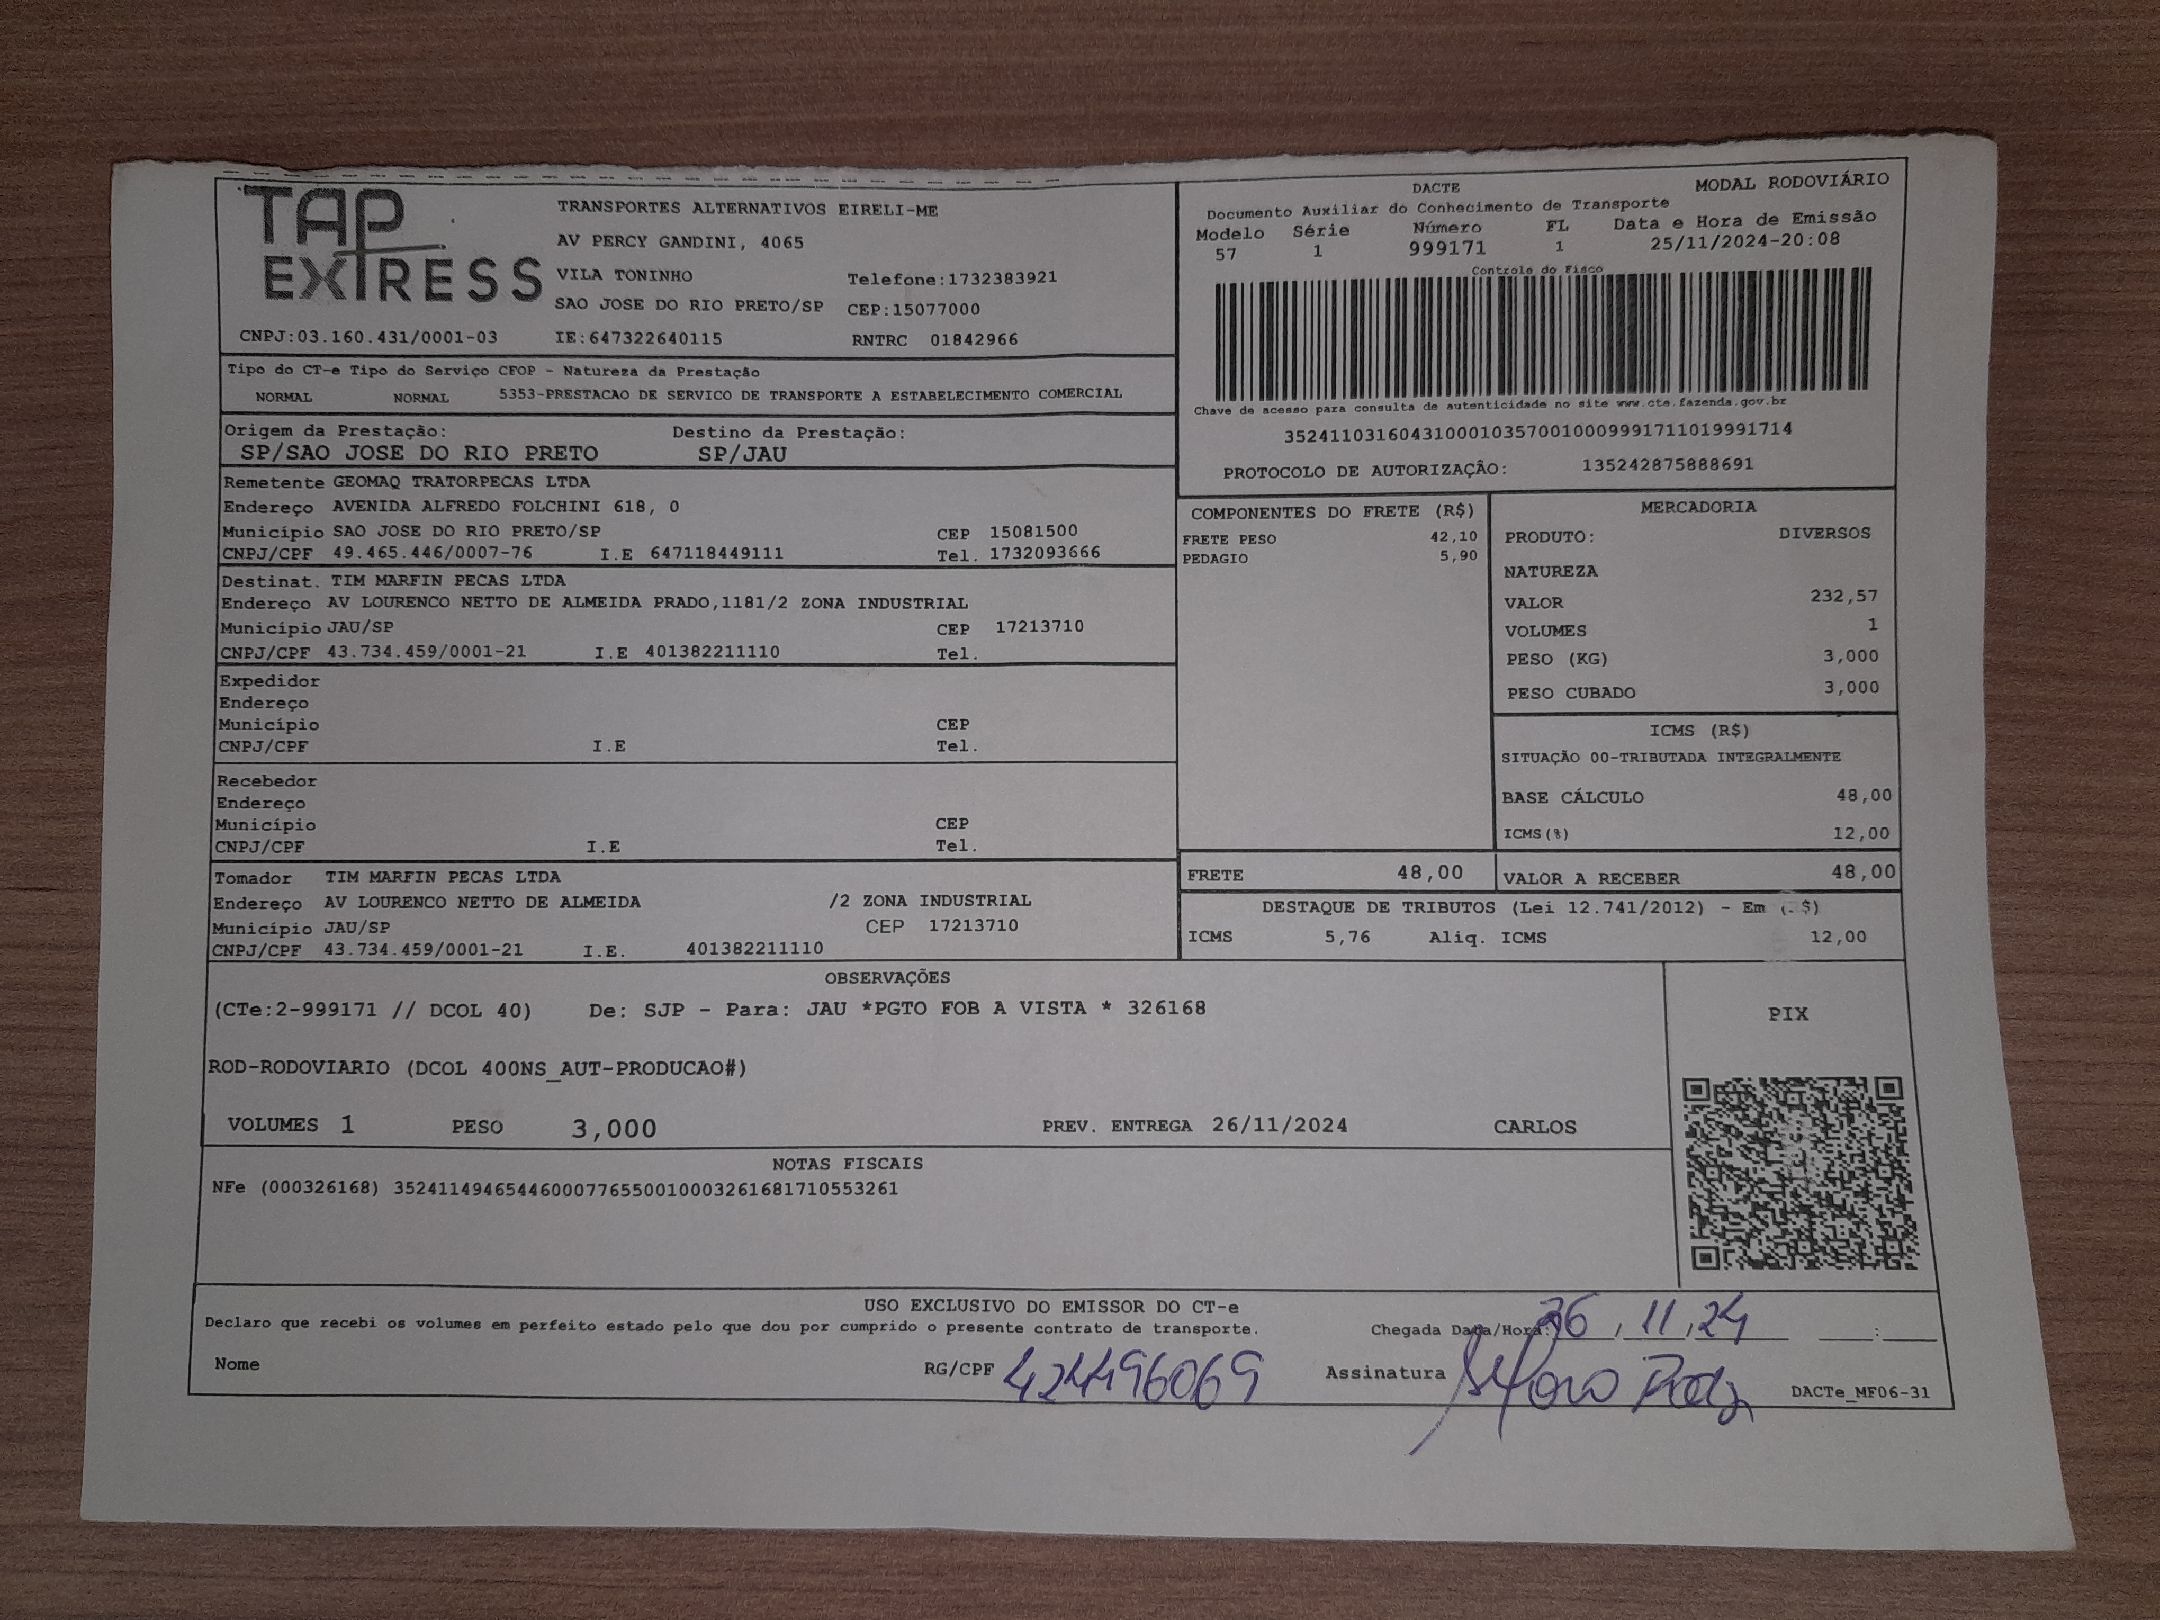 TAP
EXPRESS
TRANSPORTES ALTERNATIVOS EIRELI-ME
AV PERCY GANDINI, 4065
VILA TONINHO Telefone:1732383921
SAO JOSE DO RIO PRETO/SP CEP:15077000
CNPJ:03.160.431/0001-03 IE:647322640115 RNTRC 01842966
DACTE MODAL RODOVIÁRIO
Documento Auxiliar do Conhecimento de Transporte
Modelo Série Número FL Data e Hora de Emissão
57 1 999171 1 25/11/2024-20:08
Controle do Fisco
Chave de acesso para consulta de autenticidade no site www.cte.fazenda.gov.br
35241103160431000103570010009991711019991714
PROTOCOLO DE AUTORIZAÇÂO: 135242875888691
Tipo do CT-e Tipo do Serviço CFOP - Natureza da Prestação
NORMAL NORMAL 5353-PRESTACAO DE SERVICO DE TRANSPORTE A ESTABELECIMENTO COMERCIAL
Origem da Prestação: Destino da Prestação:
SP/SAO JOSE DO RIO PRETO SP/JAU
Remetente GEOMAQ TRATORPECAS LTDA
Endereço AVENIDA ALFREDO FOLCHINI 618, 0
Município SAO JOSE DO RIO PRETO/SP CEP 15081500
CNPJ/CPF 49.465.446/0007-76 I.E 647118449111 Tel. 1732093666
Destinat. TIM MARFIN PECAS LTDA
Endereço AV LOURENCO NETTO DE ALMEIDA PRADO,1181/2 ZONA INDUSTRIAL
Município JAU/SP CEP 17213710
CNPJ/CPF 43.734.459/0001-21 I.E 401382211110 Tel.
Expedidor
Endereço
Município CEP
CNPJ/CPF I.E Tel.
Recebedor
Endereço
Município CEP
CNPJ/CPF I.E Tel.
Tomador TIM MARFIN PECAS LTDA
Endereço AV LOURENCO NETTO DE ALMEIDA /2 ZONA INDUSTRIAL
Município JAU/SP CEP 17213710
CNPJ/CPF 43.734.459/0001-21 I.E. 401382211110
COMPONENTES DO FRETE (R$)
FRETE PESO 42,10
PEDAGIO 5,90
MERCADORIA
PRODUTO: DIVERSOS
NATUREZA
VALOR 232,57
VOLUMES 1
PESO (KG) 3,000
PESO CUBADO 3,000
ICMS (R$)
SITUAÇÃO 00-TRIBUTADA INTEGRALMENTE
BASE CÁLCULO 48,00
ICMS(%) 12,00
FRETE 48,00 VALOR A RECEBER 48,00
DESTAQUE DE TRIBUTOS (Lei 12.741/2012) - Em (R$)
ICMS 5,76 Aliq. ICMS 12,00
OBSERVAÇÕES
(CTe:2-999171 // DCOL 40) De: SJP - Para: JAU *PGTO FOB A VISTA * 326168
ROD-RODOVIARIO (DCOL 400NS_AUT-PRODUCAO#)
VOLUMES 1 PESO 3,000 PREV. ENTREGA 26/11/2024 CARLOS
PIX
NOTAS FISCAIS
NFe (000326168) 35241149465446000776550010003261681710553261
USO EXCLUSIVO DO EMISSOR DO CT-e
Declaro que recebi os volumes em perfeito estado pelo que dou por cumprido o presente contrato de transporte. Chegada Data/Hora: 26, 11, 24 :
Nome RG/CPF 424496069 Assinatura
DACTe_MF06-31